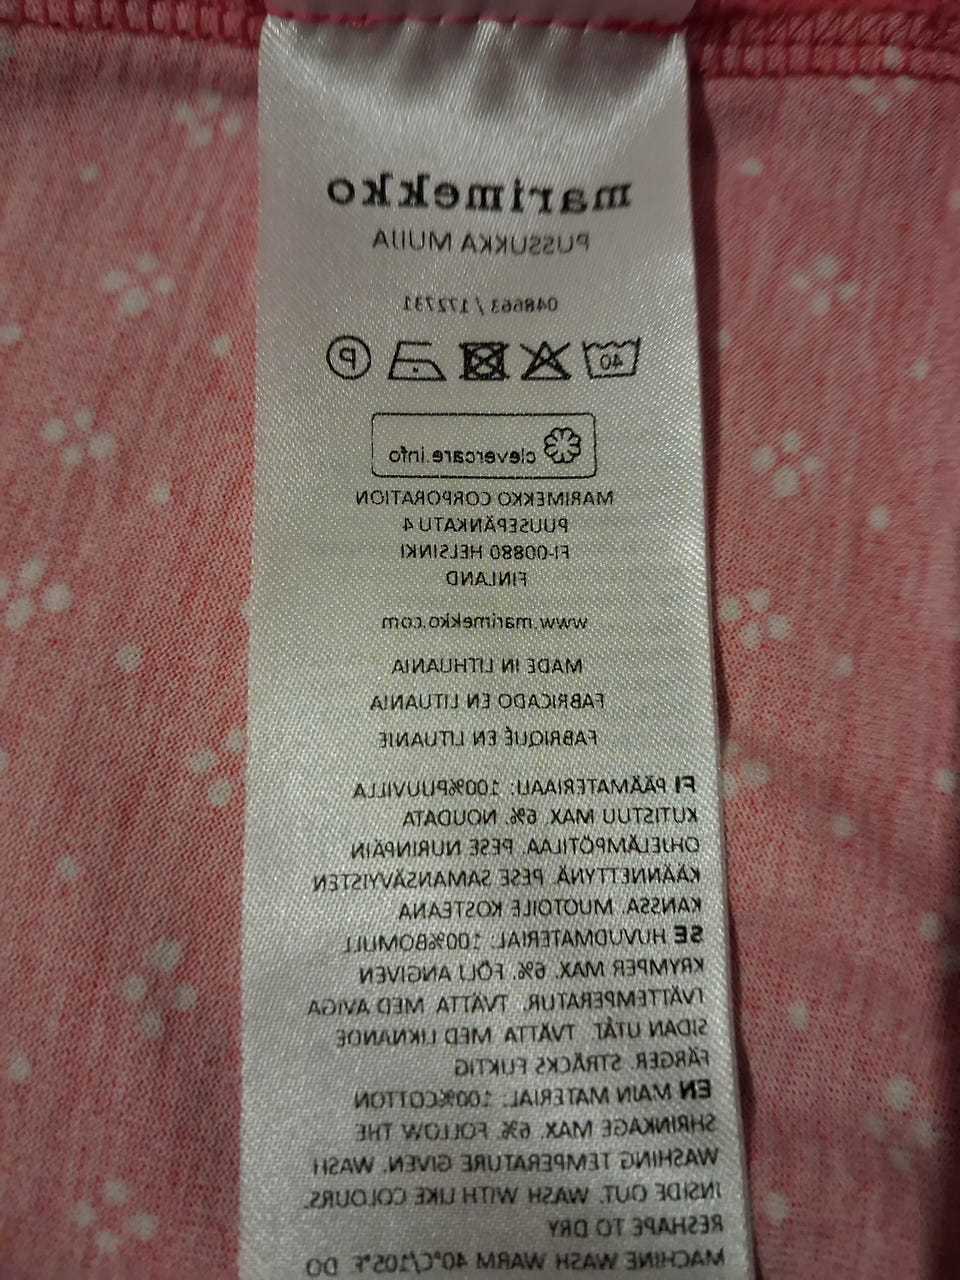 marimekko
PUSSUKKA MUIJA
048663 / 172731
40 P
clevercare.info
MARIMEKKO CORPORATION
PUUSEPÄNKATU 4
FI-00880 HELSINKI
FINLAND
www.marimekko.com
MADE IN LITHUANIA
FABRICADO EN LITUANIA
FABRIQUÉ EN LITUANIE
FI PÄÄMATERIAALI: 100%PUUVILLA
KUTISTUU MAX. 6%. NOUDATA
OHJELÄMPÖTILAA. PESE NURINPÄIN
KÄÄNNETTYNÄ. PESE SAMANSÄVYISTEN
KANSSA. MUOTOILE KOSTEANA
SE HUVUDMATERIAL: 100%BOMULL
KRYMPER MAX. 6%. FÖLJ ANGIVEN
TVÄTTEMPERATUR. TVÄTTA MED AVIGA
SIDAN UTÅT. TVÄTTA MED LIKNANDE
FÄRGER. STRÄCKS FUKTIG
EN MAIN MATERIAL: 100%COTTON
SHRINKAGE MAX. 6%. FOLLOW THE
WASHING TEMPERATURE GIVEN. WASH
INSIDE OUT. WASH WITH LIKE COLOURS.
RESHAPE TO DRY
MACHINE WASH WARM 40°C/105°F DO